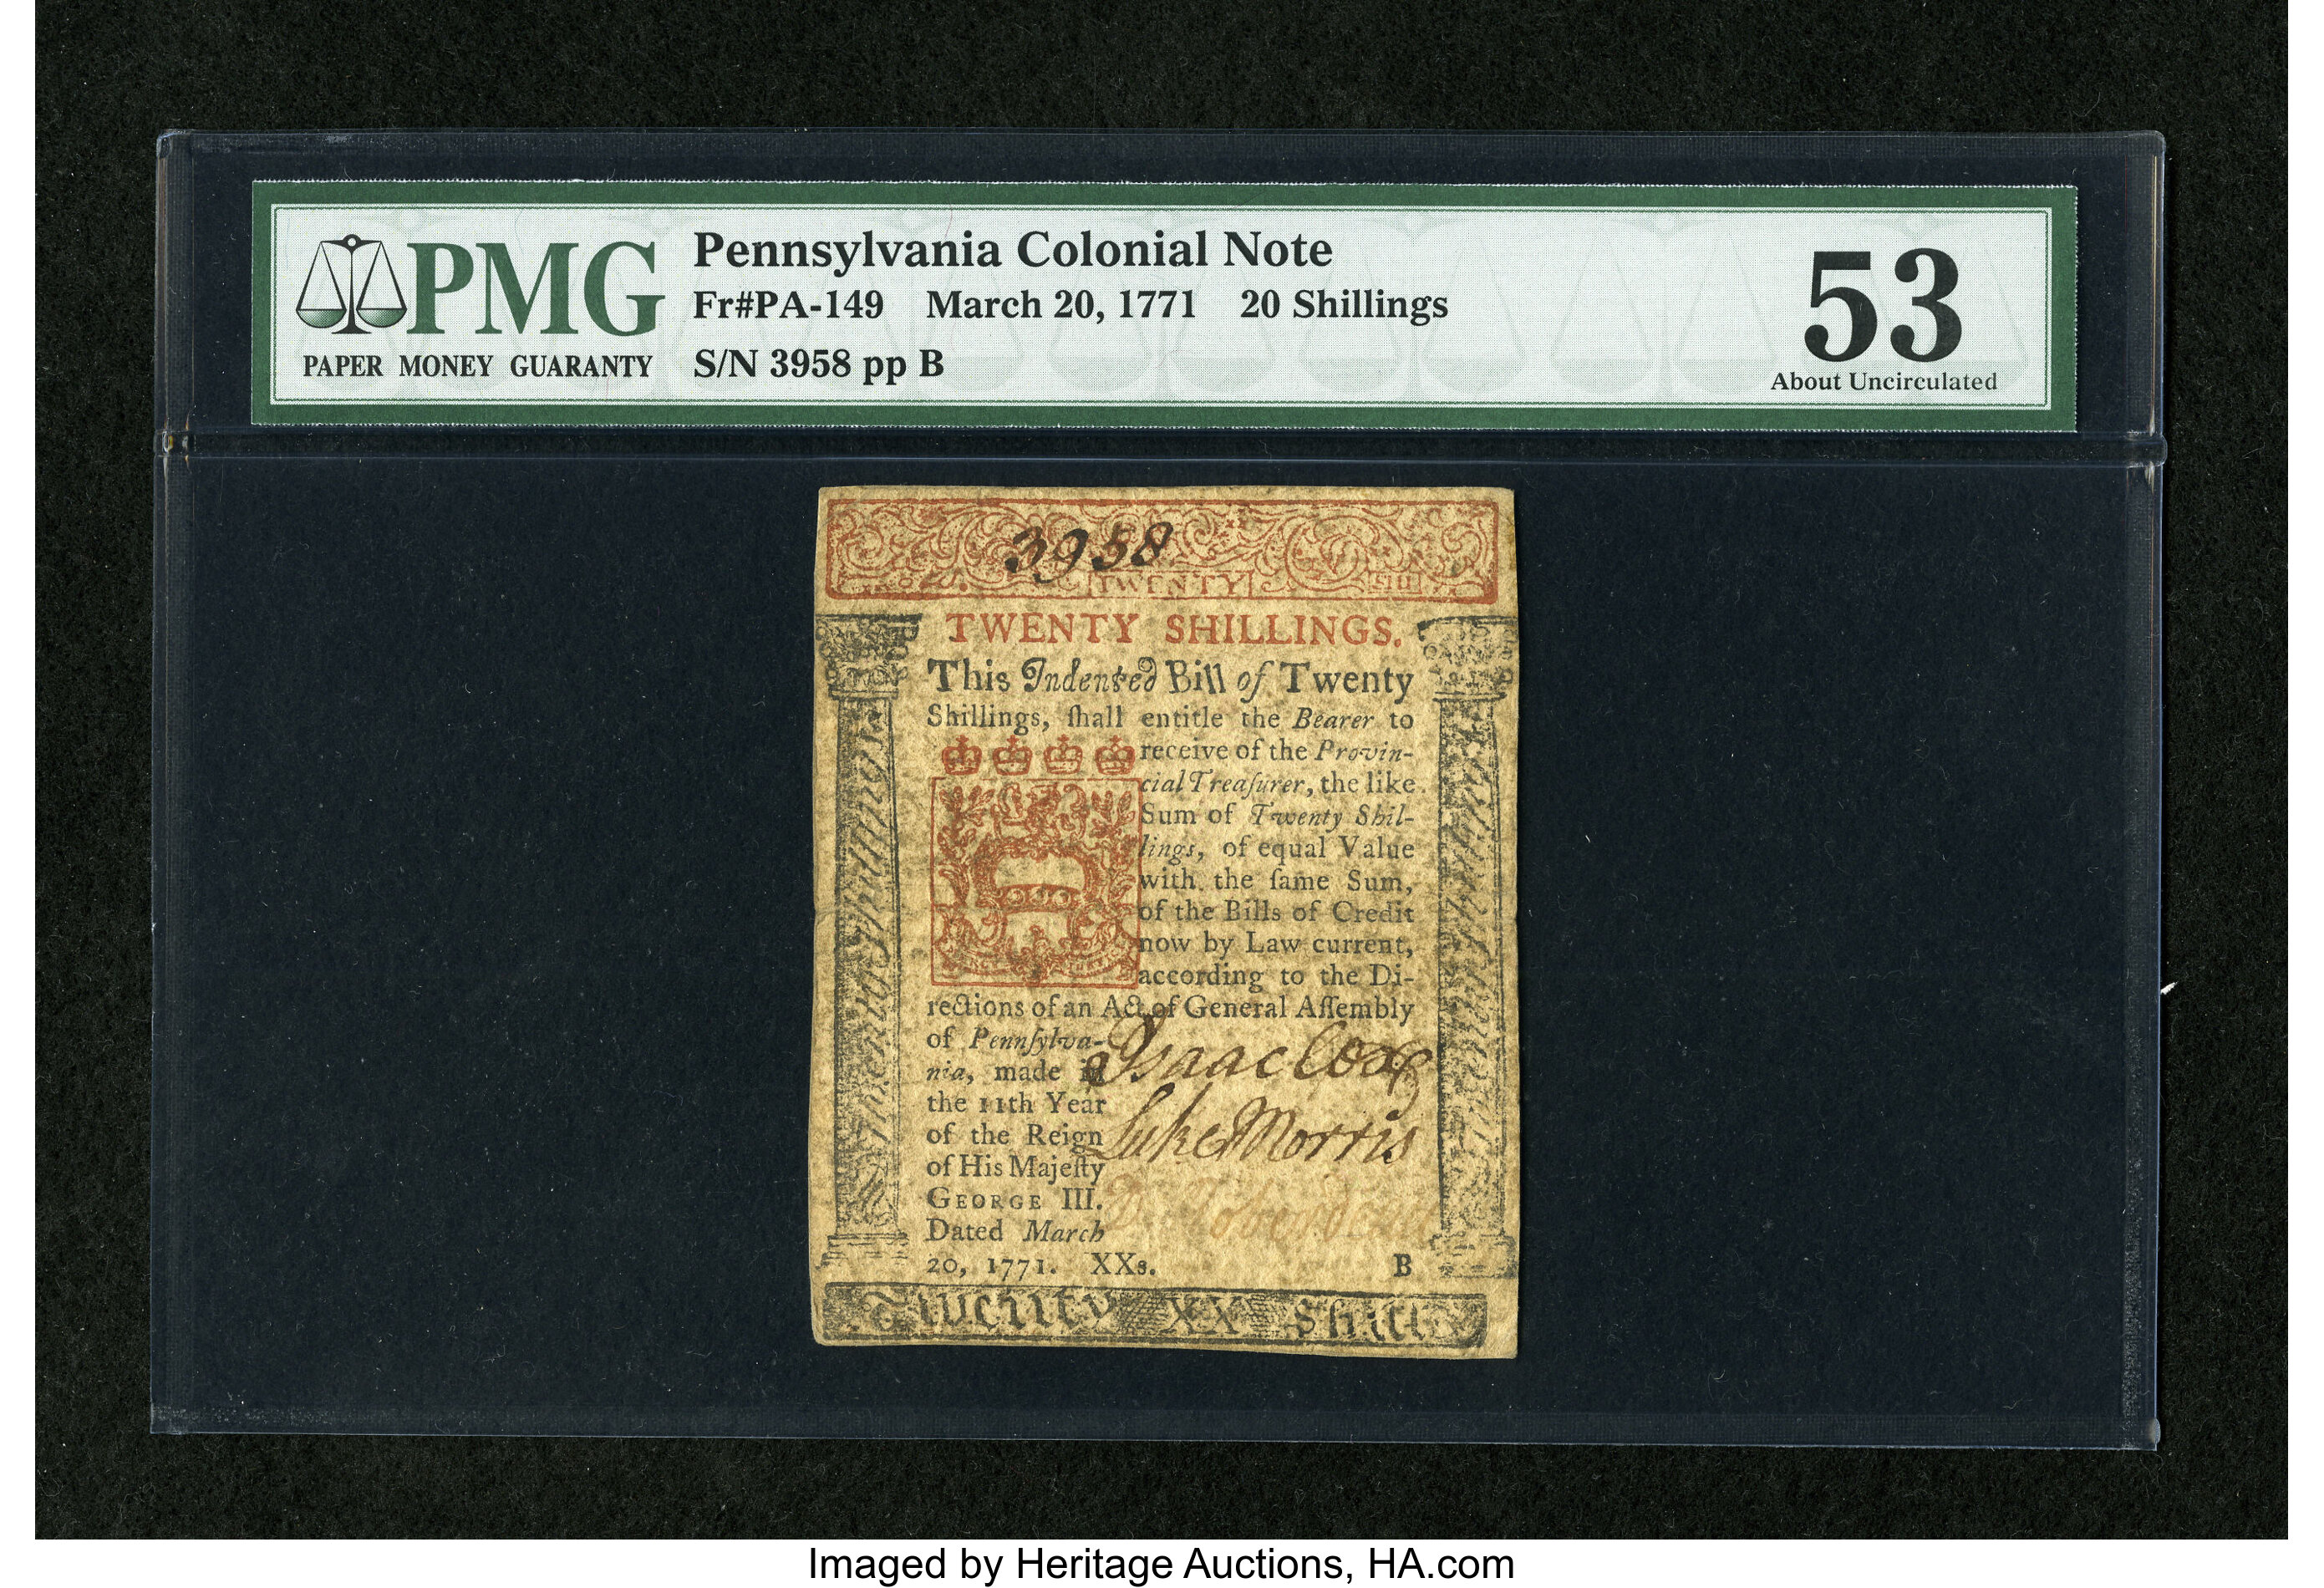 PMG
PAPER MONEY GUARANTY
Pennsylvania Colonial Note
Fr#PA-149 March 20, 1771 20 Shillings
S/N 3958 pp B
53
About Uncirculated
3958
TWENTY SHIL
TWENTY SHILLINGS.
This Indented Bill of Twenty
Shillings, ſhall entitle the Bearer to
receive of the Provin-
cial Treaſurer, the like
Sum of Twenty Shil-
lings, of equal Value
with the ſame Sum,
of the Bills of Credit
now by Law current,
according to the Di-
rections of an Act of General Aſſembly
of Pennſylva-
nia, made in
the 11th Year
of the Reign
of His Majeſty
GEORGE III.
Dated March
20, 1771. XXs.
Isaac Cox
Luke Morris
B
Twenty XX Shill
Imaged by Heritage Auctions, HA.com